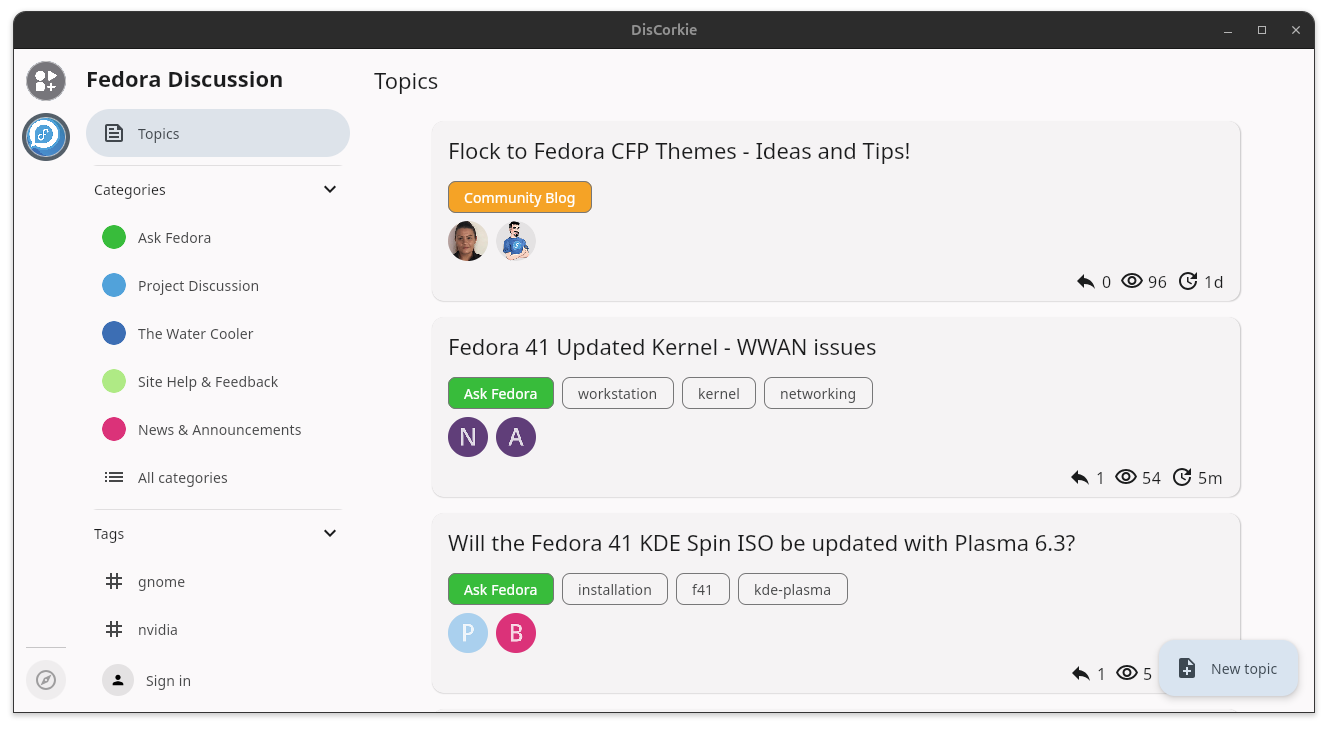 DisCorkie
Fedora Discussion
Topics
Categories
Ask Fedora
Project Discussion
The Water Cooler
Site Help & Feedback
News & Announcements
All categories
Tags
gnome
nvidia
Sign in
Topics
Flock to Fedora CFP Themes - Ideas and Tips!
Community Blog
0 96 1d
Fedora 41 Updated Kernel - WWAN issues
Ask Fedora workstation kernel networking
N A
1 54 5m
Will the Fedora 41 KDE Spin ISO be updated with Plasma 6.3?
Ask Fedora installation f41 kde-plasma
P B
1 5
New topic